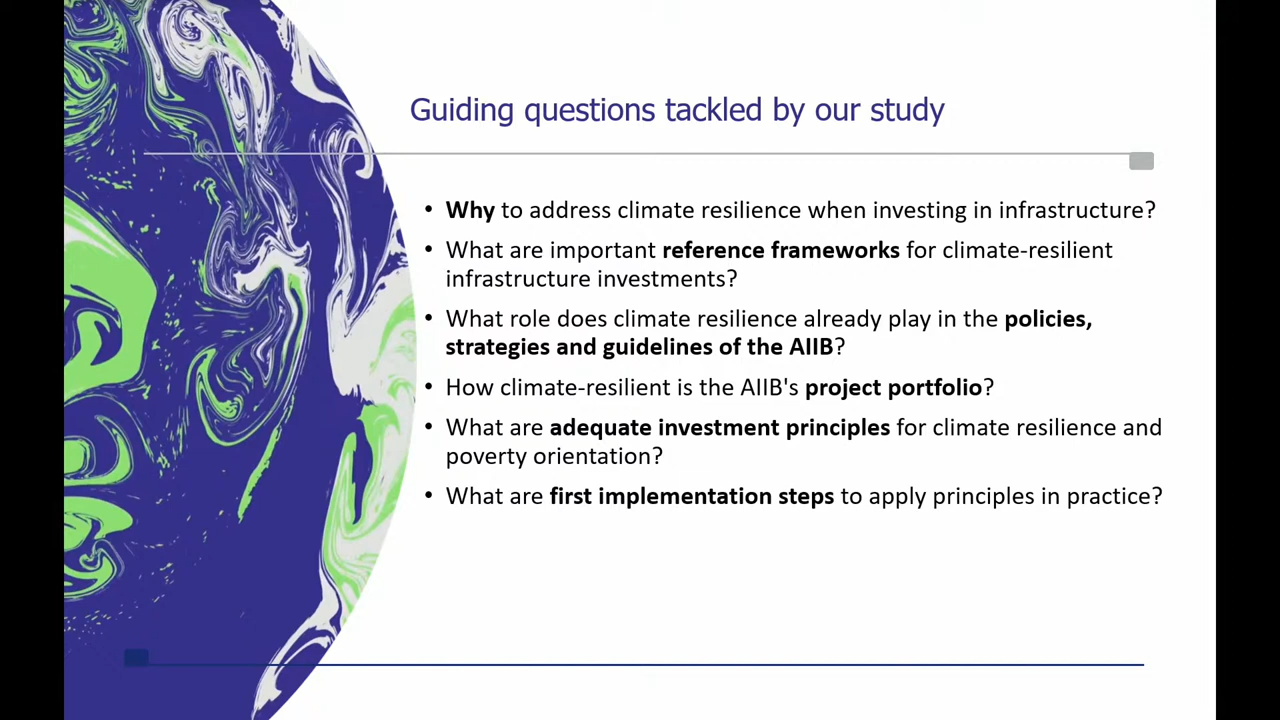 Guiding questions tackled by our study
• Why to address climate resilience when investing in infrastructure?
• What are important reference frameworks for climate-resilient
infrastructure investments?
• What role does climate resilience already play in the policies,
strategies and guidelines of the AIIB?
• How climate-resilient is the AIIB's project portfolio?
• What are adequate investment principles for climate resilience and
poverty orientation?
• What are first implementation steps to apply principles in practice?